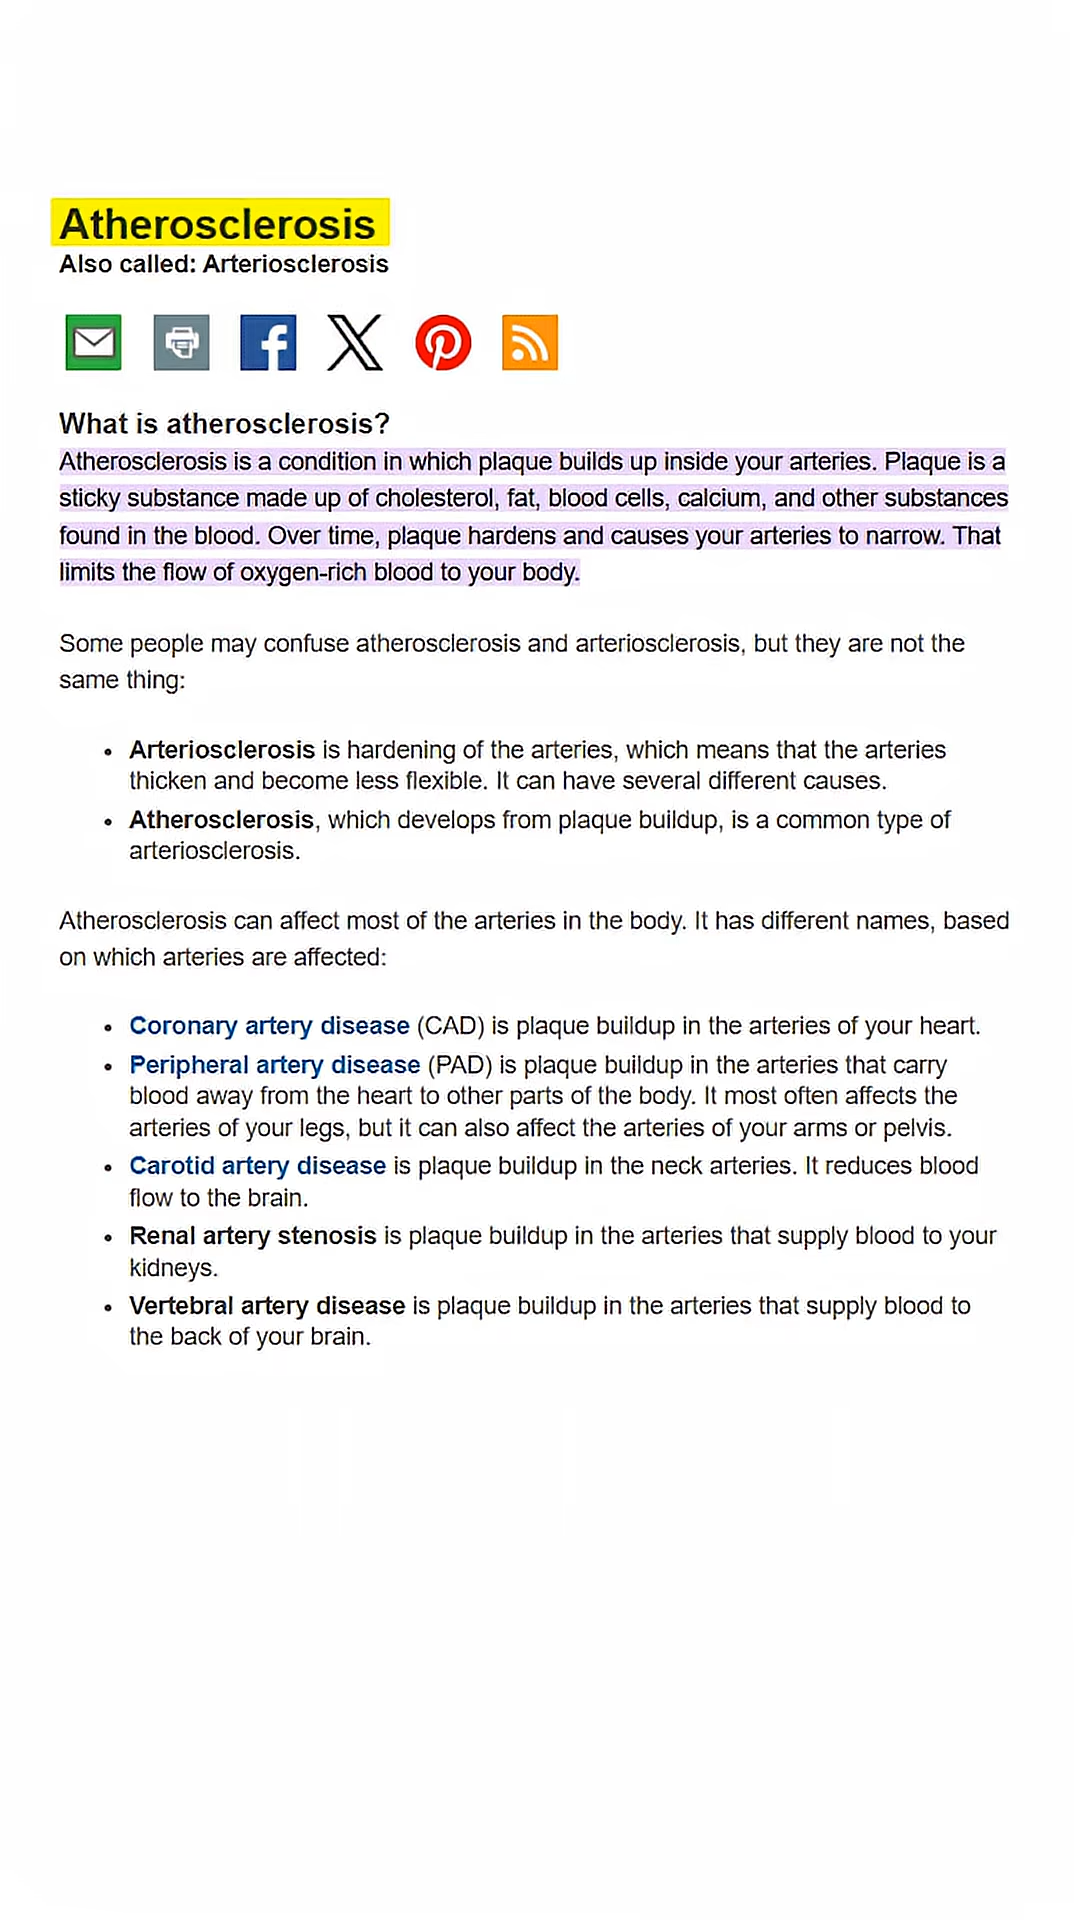 Atherosclerosis
Also called: Arteriosclerosis
What is atherosclerosis?
Atherosclerosis is a condition in which plaque builds up inside your arteries. Plaque is a
sticky substance made up of cholesterol, fat, blood cells, calcium, and other substances
found in the blood. Over time, plaque hardens and causes your arteries to narrow. That
limits the flow of oxygen-rich blood to your body.
Some people may confuse atherosclerosis and arteriosclerosis, but they are not the
same thing:
• Arteriosclerosis is hardening of the arteries, which means that the arteries
thicken and become less flexible. It can have several different causes.
• Atherosclerosis, which develops from plaque buildup, is a common type of
arteriosclerosis.
Atherosclerosis can affect most of the arteries in the body. It has different names, based
on which arteries are affected:
• Coronary artery disease (CAD) is plaque buildup in the arteries of your heart.
• Peripheral artery disease (PAD) is plaque buildup in the arteries that carry
blood away from the heart to other parts of the body. It most often affects the
arteries of your legs, but it can also affect the arteries of your arms or pelvis.
• Carotid artery disease is plaque buildup in the neck arteries. It reduces blood
flow to the brain.
• Renal artery stenosis is plaque buildup in the arteries that supply blood to your
kidneys.
• Vertebral artery disease is plaque buildup in the arteries that supply blood to
the back of your brain.